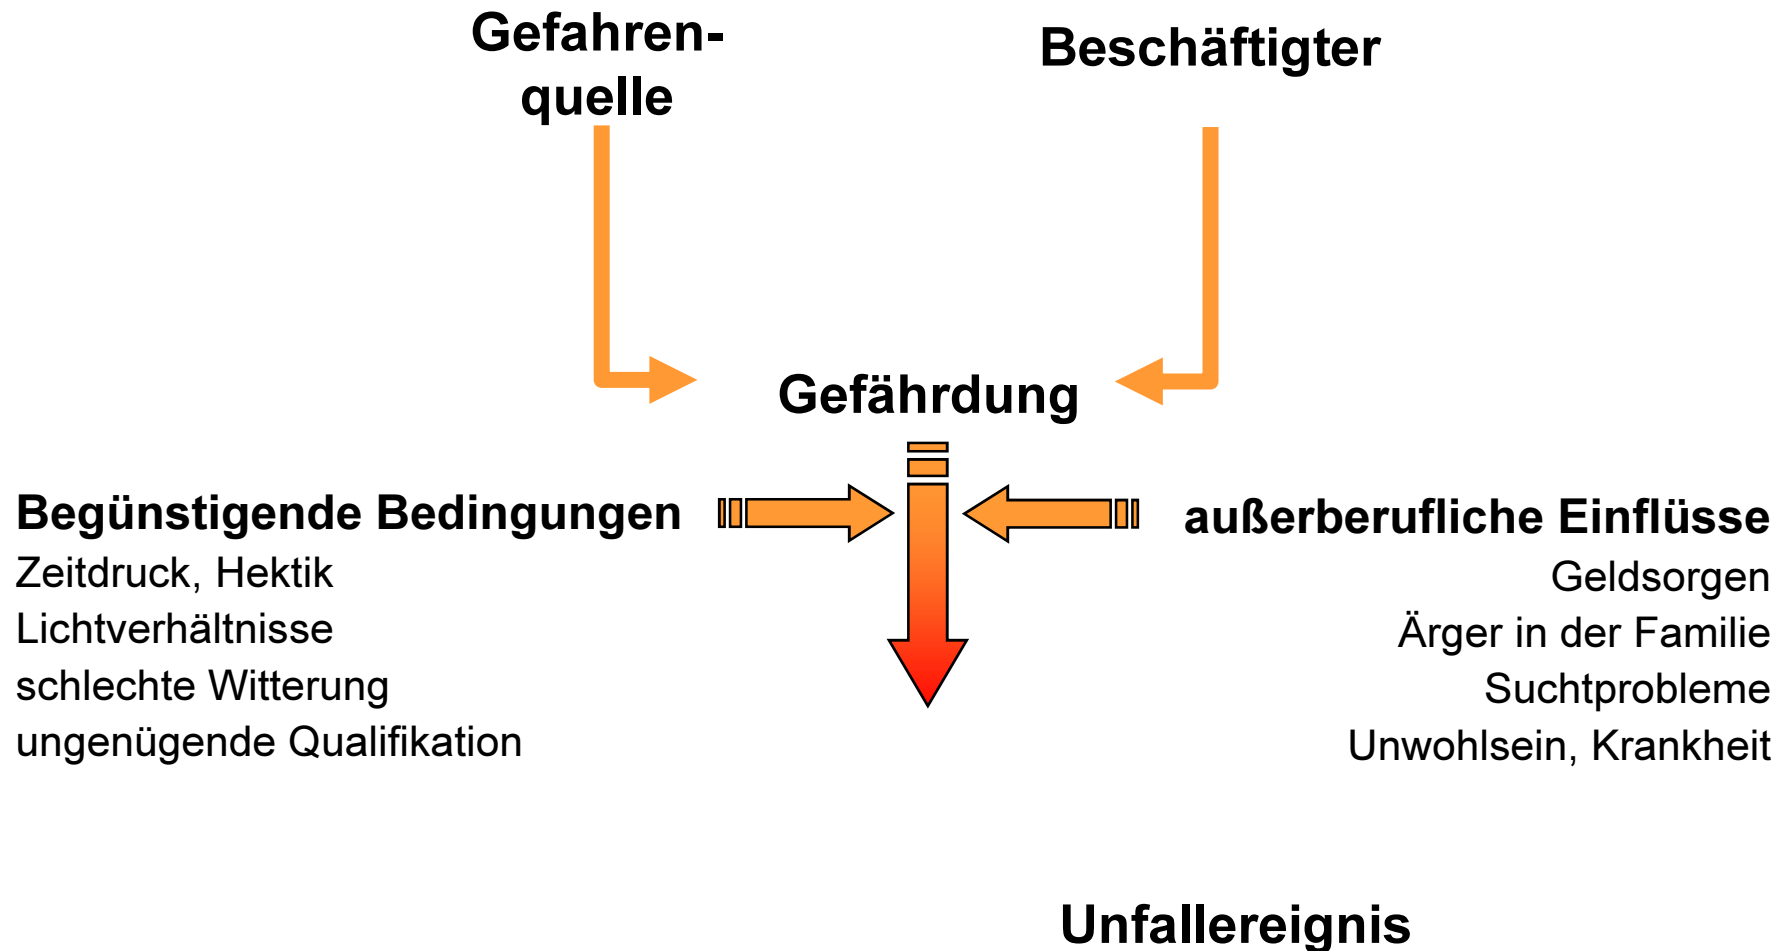 Gefahren-
quelle
Beschäftigter
Gefährdung
Begünstigende Bedingungen
Zeitdruck, Hektik
Lichtverhältnisse
schlechte Witterung
ungenügende Qualifikation
außerberufliche Einflüsse
Geldsorgen
Ärger in der Familie
Suchtprobleme
Unwohlsein, Krankheit
Unfallereignis